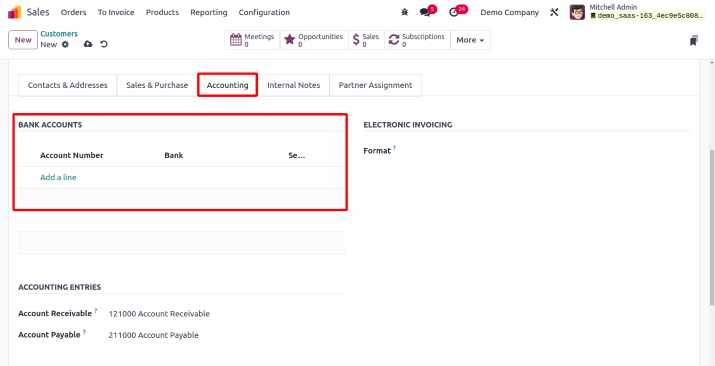 Sales Orders To Invoice Products Reporting Configuration 5 24 Demo Company Mitchell Admin
demo_saas-163_4ec9e5c808...
New Customers Meetings Opportunities Sales Subscriptions More
New 0 0 0 0
Contacts & Addresses Sales & Purchase Accounting Internal Notes Partner Assignment
BANK ACCOUNTS ELECTRONIC INVOICING
Account Number Bank Se...
Format ?
Add a line
ACCOUNTING ENTRIES
Account Receivable ? 121000 Account Receivable
Account Payable ? 211000 Account Payable